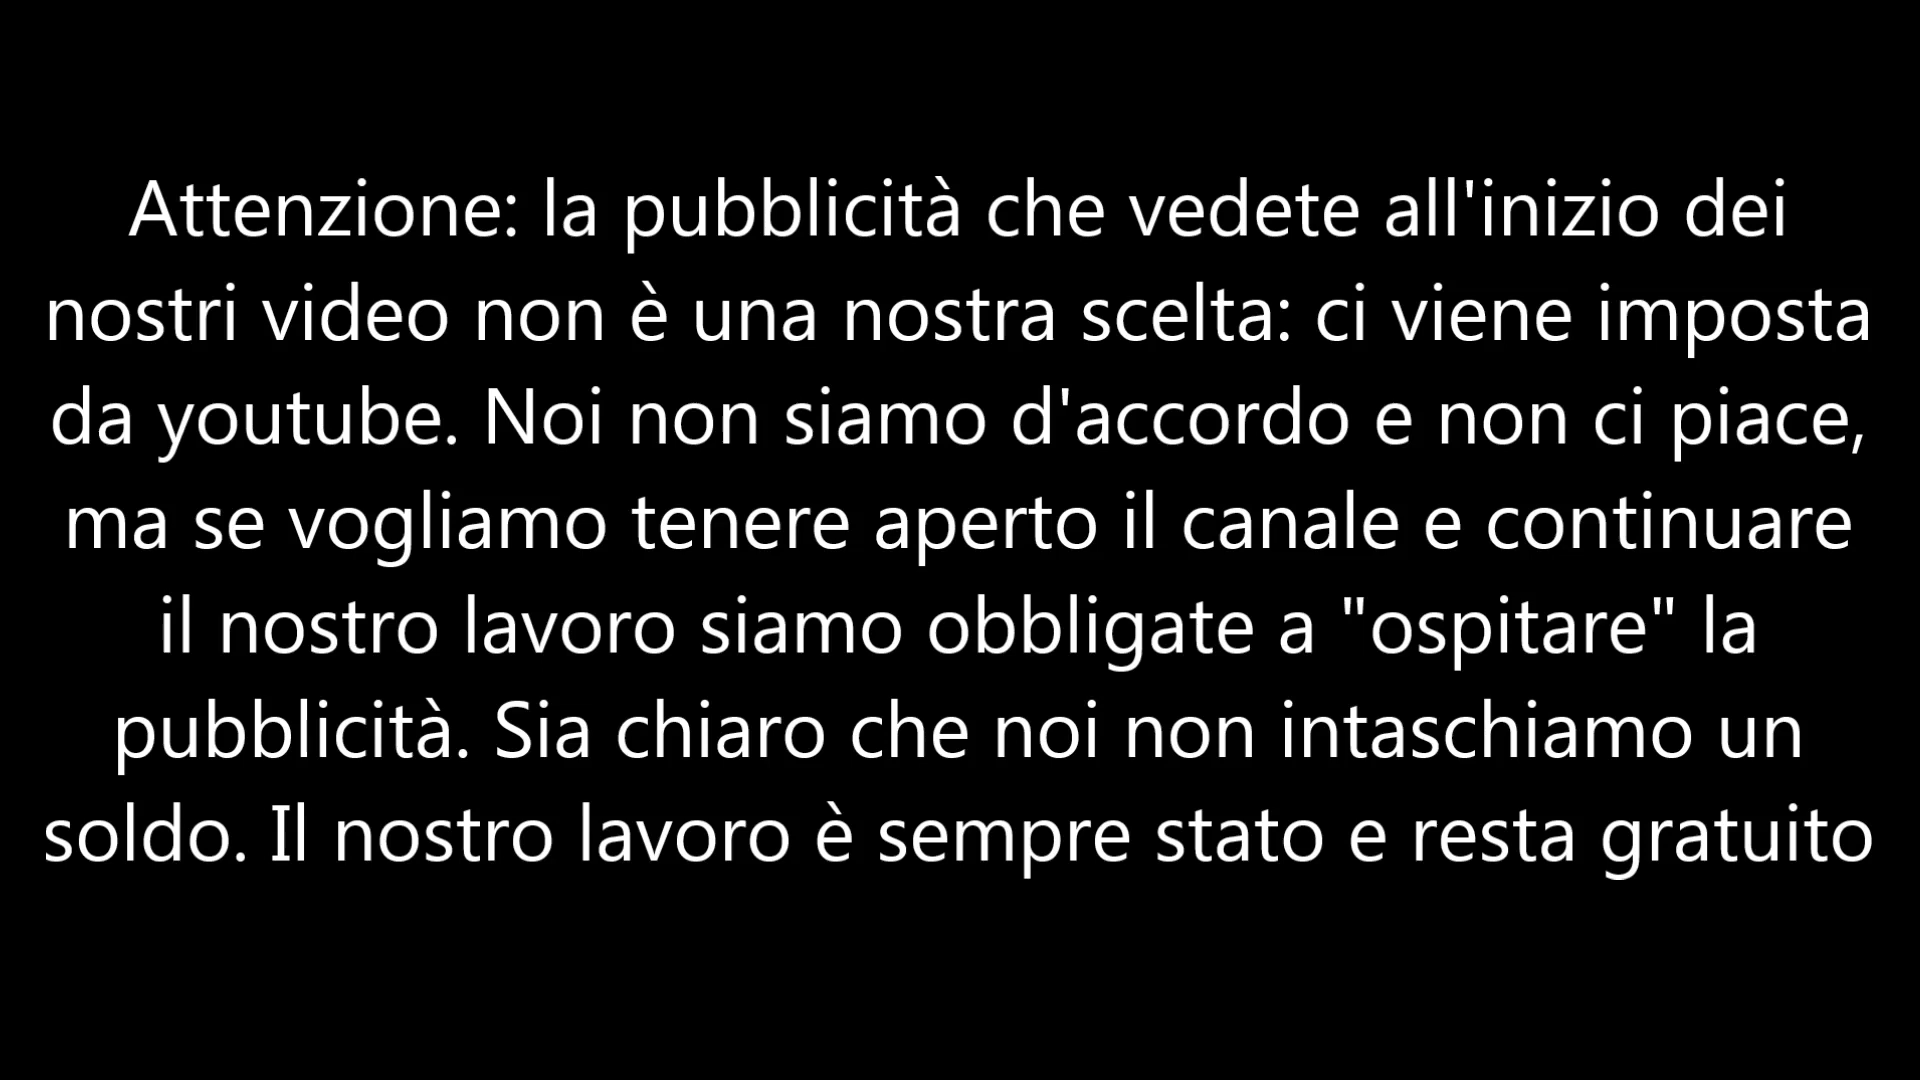 Attenzione: la pubblicità che vedete all'inizio dei
nostri video non è una nostra scelta: ci viene imposta
da youtube. Noi non siamo d'accordo e non ci piace,
ma se vogliamo tenere aperto il canale e continuare
il nostro lavoro siamo obbligate a "ospitare" la
pubblicità. Sia chiaro che noi non intaschiamo un
soldo. Il nostro lavoro è sempre stato e resta gratuito